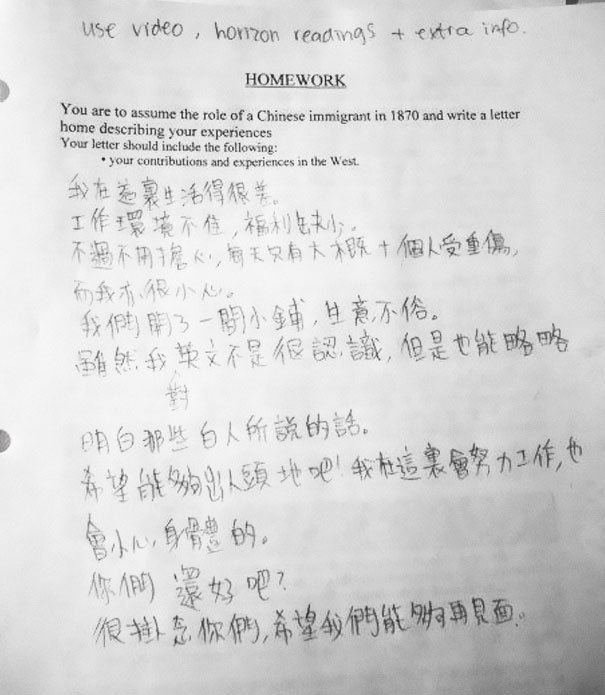 use video, horizon readings + extra info.
HOMEWORK
You are to assume the role of a Chinese immigrant in 1870 and write a letter
home describing your experiences
Your letter should include the following:
• your contributions and experiences in the West.
我在這裏生活得很差。
工作環境不佳，福利缺少。
不過不用擔心，每天只有大概十個人受重傷，
而我亦很小心。
我們開了一間小鋪，生意不俗。
雖然我對英文不是很認識，但是也能略略
明白那些白人所說的話。
希望能夠出人頭地吧！我在這裏會努力工作，也
會小心身體的。
你們還好吧？
很掛念你們，希望我們能夠再見面。